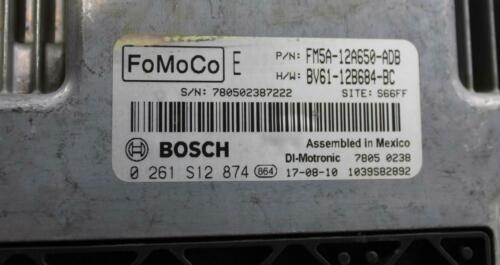 FoMoCo E P/N: FM5A-12A650-ADB
H/W: BV61-12B684-BC
S/N: 780502387222 SITE: S66FF
BOSCH Assembled in Mexico
DI-Motronic 7805 0238
0 261 S12 874 864 17-08-10 1039S82892